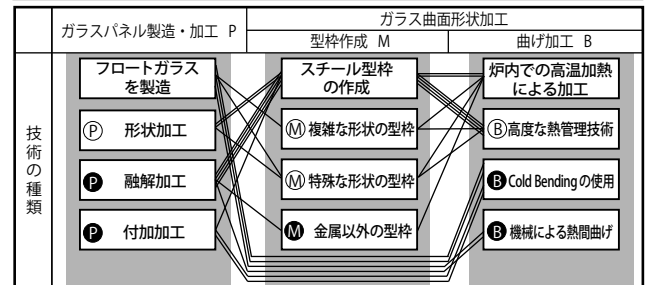 ガラスパネル製造・加工 P
ガラス曲面形状加工
型枠作成 M
曲げ加工 B
技術の種類
フロートガラス
を製造
スチール型枠
の作成
炉内での高温加熱
による加工
Ⓟ 形状加工
Ⓜ 複雑な形状の型枠
Ⓑ 高度な熱管理技術
🅟 融解加工
Ⓜ 特殊な形状の型枠
🅑 Cold Bendingの使用
🅟 付加加工
🅜 金属以外の型枠
🅑 機械による熱間曲げ